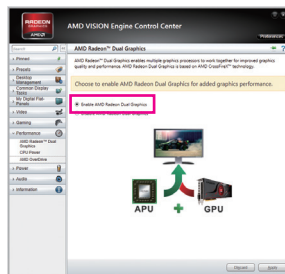 RADEON
GRAPHICS
AMD
AMD VISION Engine Control Center
Preferences
Search
AMD Radeon™ Dual Graphics
Pinned
Presets
Desktop Management
Common Display Tasks
My Digital Flat-Panels
Video
Gaming
Performance
AMD Radeon™ Dual Graphics
CPU Power
AMD OverDrive
Power
Audio
Information
AMD Radeon™ Dual Graphics enables multiple graphics processors to work together for improved graphics
quality and performance. AMD Radeon Dual Graphics is based on AMD CrossFireX™ technology.
Choose to enable AMD Radeon Dual Graphics for added graphics performance.
Enable AMD Radeon Dual Graphics
APU + GPU
Discard
Apply